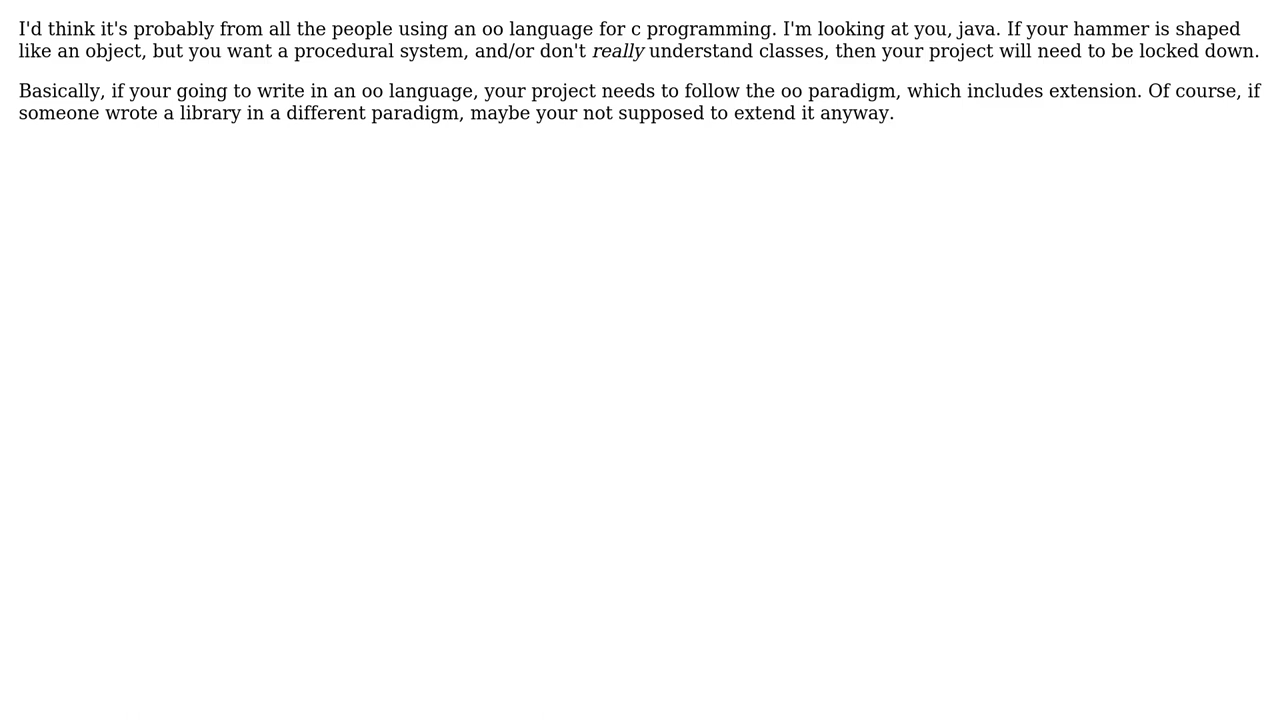 I'd think it's probably from all the people using an oo language for c programming. I'm looking at you, java. If your hammer is shaped
like an object, but you want a procedural system, and/or don't really understand classes, then your project will need to be locked down.
Basically, if your going to write in an oo language, your project needs to follow the oo paradigm, which includes extension. Of course, if
someone wrote a library in a different paradigm, maybe your not supposed to extend it anyway.